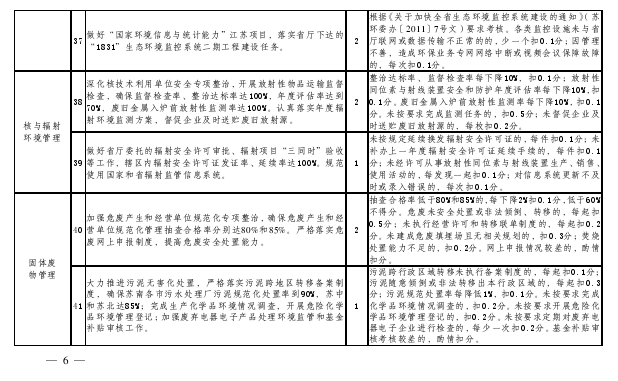 37
做好“国家环境信息与统计能力”江苏项目，落实省厅下达的
“1831”生态环境监控系统二期工程建设任务。
2
根据《关于加快全省生态环境监控系统建设的通知》（苏
环委办〔2011〕7号文）要求考核。各类监控设施未与省
厅联网或数据传输不正常的，少一个扣0.1分；因管理
不善，造成环保业务专网网络中断或视频会议保障故障
的，每次扣0.1分。
核与辐射
环境管理
38
深化核技术利用单位安全专项整治，开展放射性物品运输监督
检查，确保监督检查率、整治达标率达100%，年度评估率达到
70%，废旧金属入炉前放射性监测率达100%。认真落实年度辐
射环境监测方案，督促企业及时送贮废旧放射源。
2
整治达标率、监督检查率每下降10%，扣0.1分；放射性
同位素与射线装置安全和防护年度评估率每下降10%，扣
0.1分。废旧金属入炉前放射性监测率每下降10%，扣0.1
分。未按要求完成监测任务的，扣0.5分；未督促企业及
时送贮废旧放射源的，每枚扣0.2分。
39
做好省厅委托的辐射安全许可审批、辐射项目“三同时”验收
等工作，辖区内辐射安全许可证发证率、延续率达100%。规范
使用国家和省辐射监管信息系统。
1
未按规定延续换发辐射安全许可证的，每件扣0.1分；未
补办上一年度辐射安全许可证延续手续的，每件扣0.1
分；未经许可从事放射性同位素与射线装置生产、销售、
使用活动的，每发现一起扣0.1分；对信息系统更新不及
时或录入错误的，每次扣0.1分。
固体废
物管理
40
加强危废产生和经营单位规范化专项整治，确保危废产生和经
营单位规范化管理抽查合格率分别达80%和85%。严格落实危
废网上申报制度，提高危废安全处置能力。
2
抽查合格率低于80%和85%的，每下降2%扣0.1分，低于60%
不得分。危废未安全处置或非法倾倒、转移的，每起扣
0.5分；未执行经营许可和转移联单制度的，每起扣0.2
分。未建成危废填埋场且无相关规划的，扣0.3分；焚烧
处置能力不足的，扣0.2分。网上申报情况较差的，酌情
扣分。
41
大力推进污泥无害化处置，严格落实污泥跨地区转移备案制
度，确保苏南各市污水处理厂污泥规范化处置率到90%，苏中
和苏北达85%；完成生产化学品环境情况调查，开展危险化学
品环境管理登记；加强废弃电器电子产品处理环境监管和基金
补贴审核工作。
1
污泥跨行政区域转移未执行备案制度的，每起扣0.1分；
污泥随意倾倒或非法转移出本行政区域的，每起扣0.3
分；污泥规范处置率每降低1%，扣0.1分。未按要求完成
化学品环境情况调查的，扣0.2分。未按要求开展危险化
学品环境管理登记的，扣0.2分。未按要求定期对废弃电
器电子企业进行检查的，每少一次扣0.2分。基金补贴审
核考核较差的，酌情扣分。
— 6 —